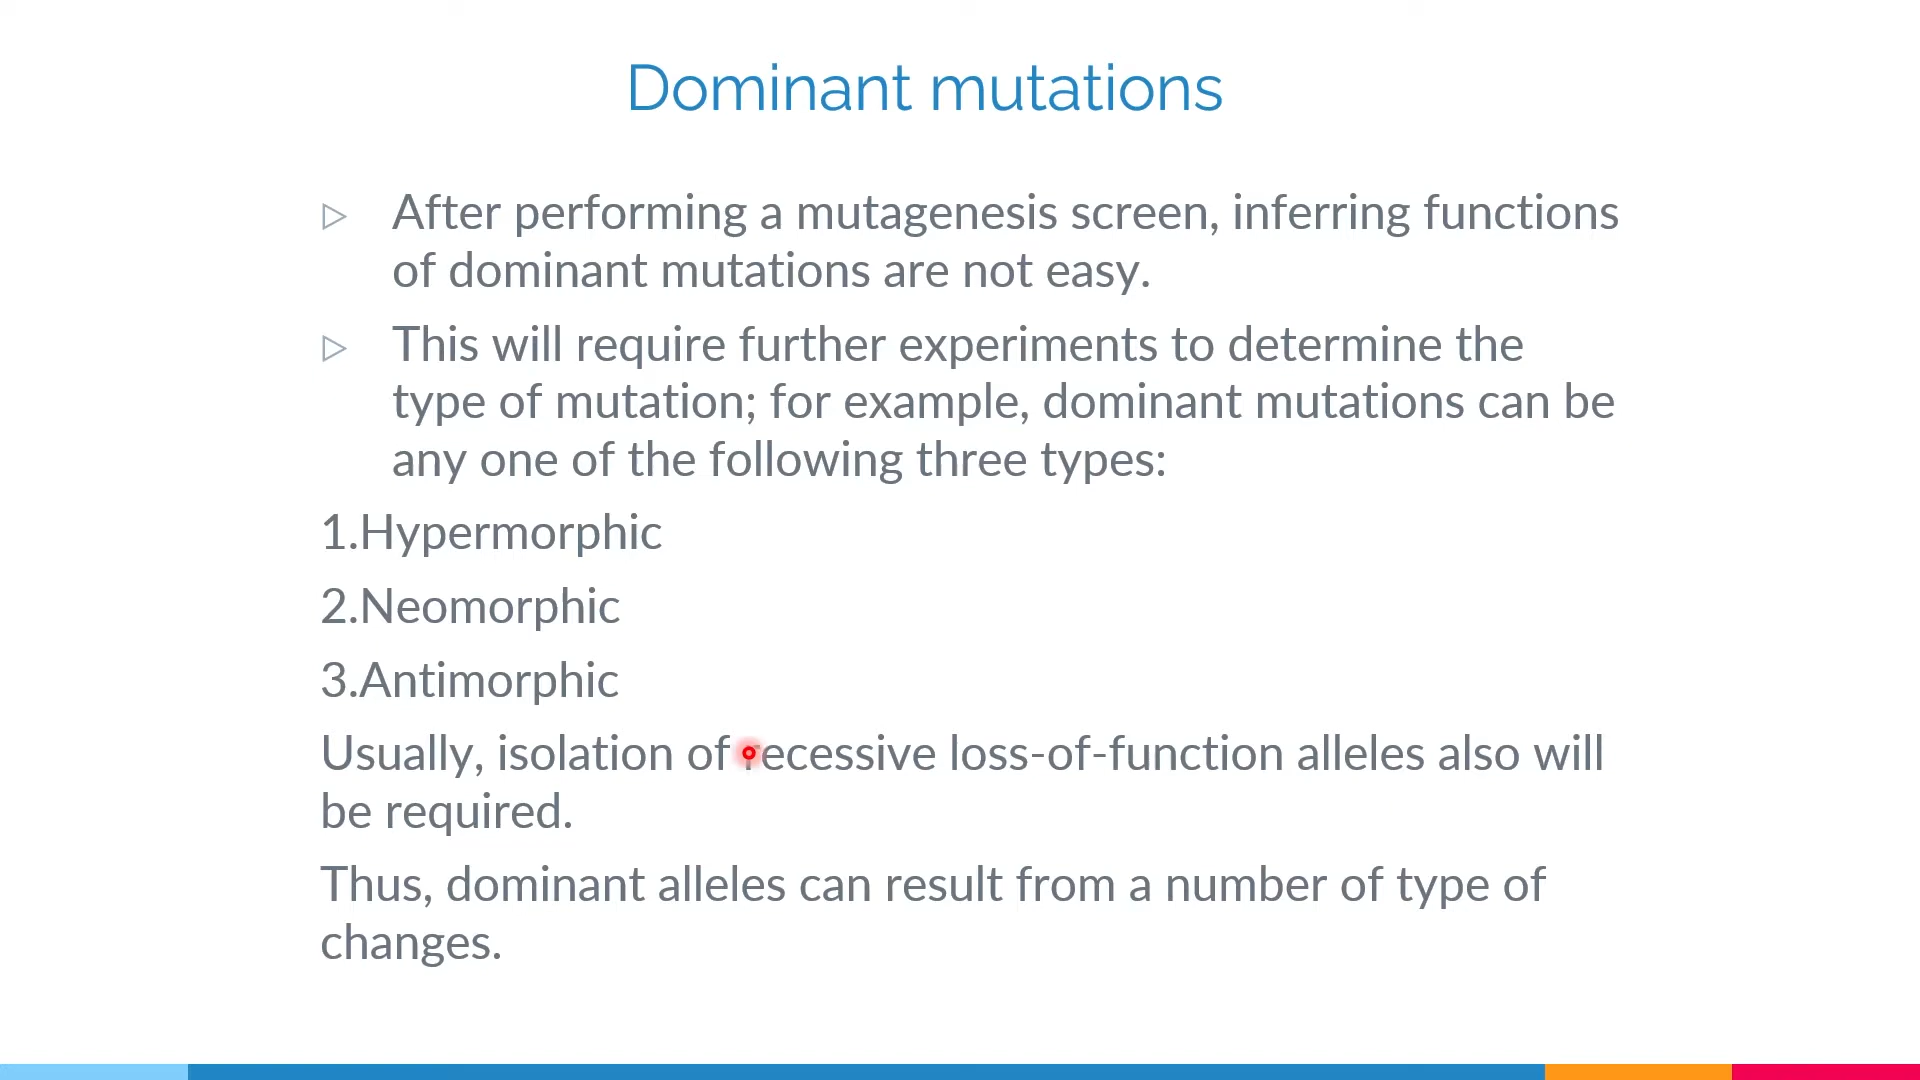 Dominant mutations
▷ After performing a mutagenesis screen, inferring functions
of dominant mutations are not easy.
▷ This will require further experiments to determine the
type of mutation; for example, dominant mutations can be
any one of the following three types:
1.Hypermorphic
2.Neomorphic
3.Antimorphic
Usually, isolation of recessive loss-of-function alleles also will
be required.
Thus, dominant alleles can result from a number of type of
changes.